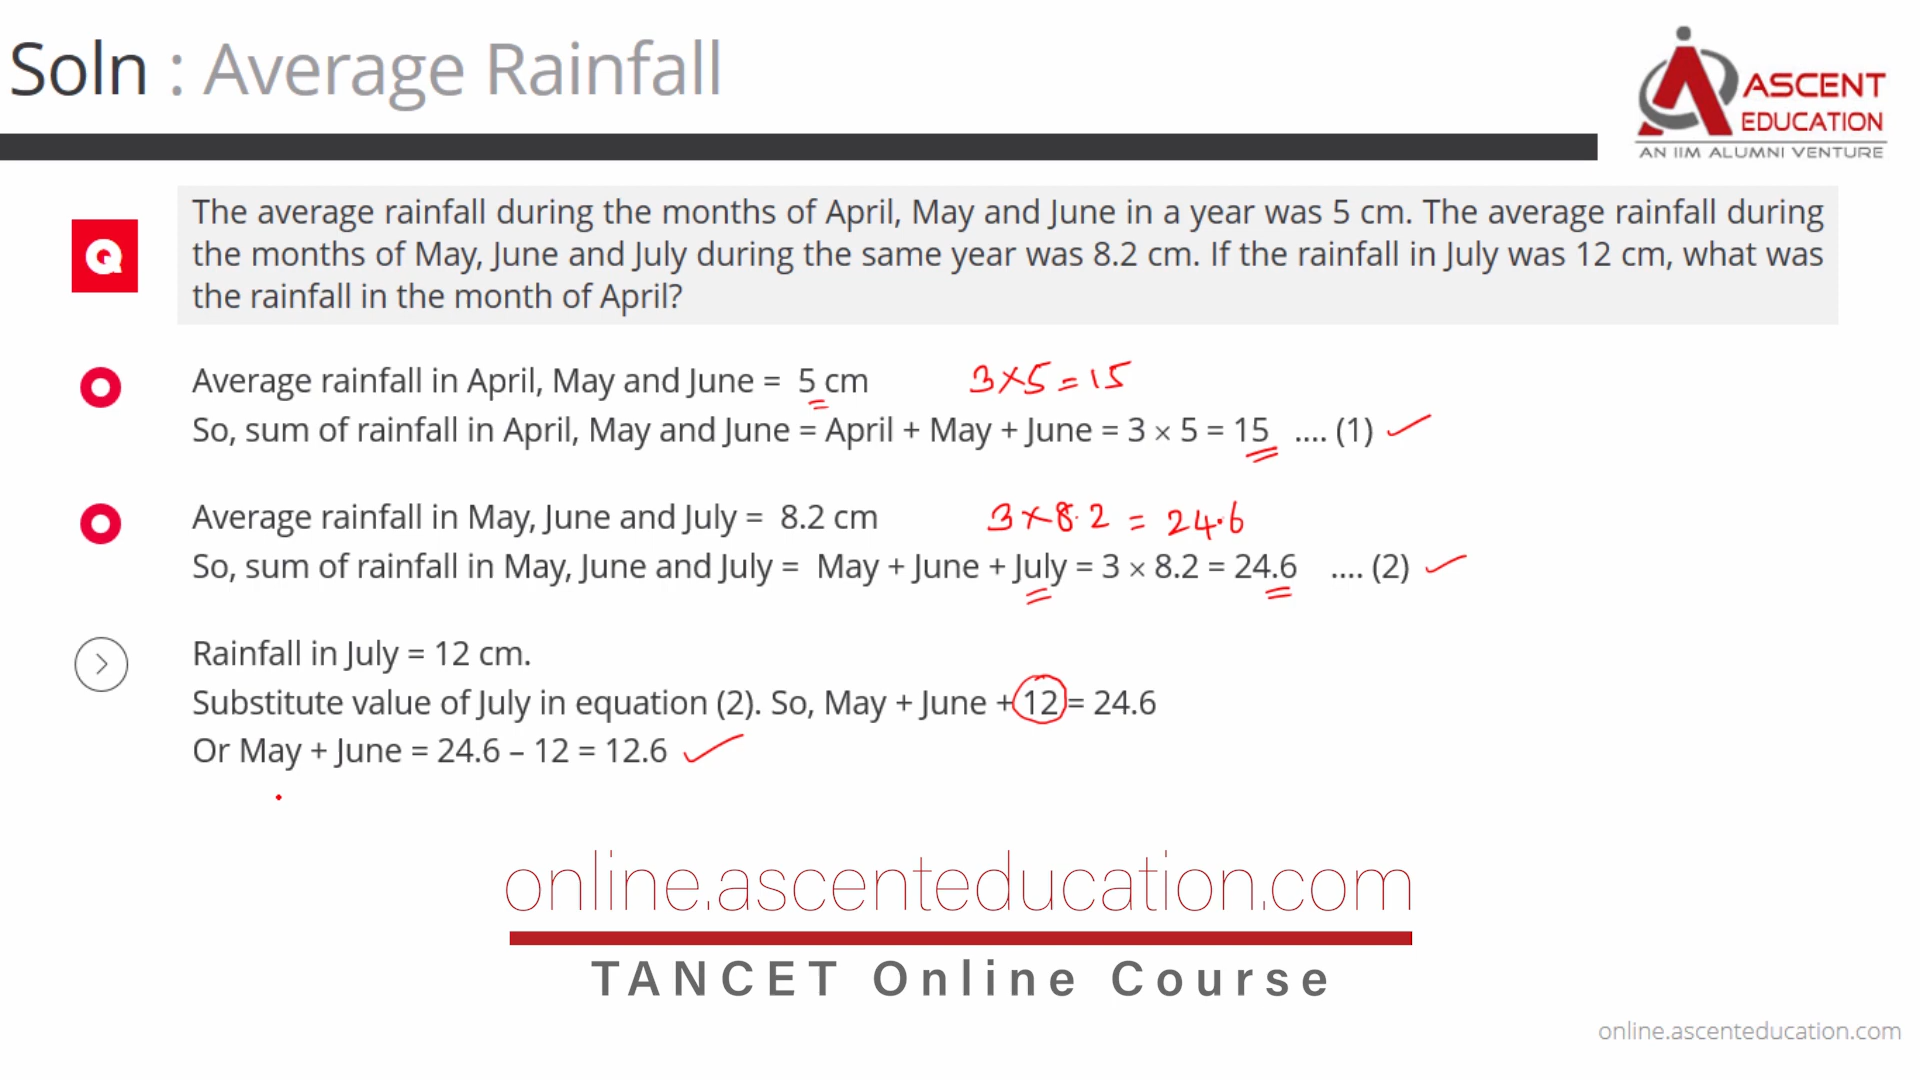 Soln : Average Rainfall
ASCENT
EDUCATION
AN IIM ALUMNI VENTURE
Q
The average rainfall during the months of April, May and June in a year was 5 cm. The average rainfall during
the months of May, June and July during the same year was 8.2 cm. If the rainfall in July was 12 cm, what was
the rainfall in the month of April?
Average rainfall in April, May and June = 5 cm 3×5=15
So, sum of rainfall in April, May and June = April + May + June = 3 × 5 = 15 .... (1)
Average rainfall in May, June and July = 8.2 cm 3×8.2 = 24.6
So, sum of rainfall in May, June and July = May + June + July = 3 × 8.2 = 24.6 .... (2)
Rainfall in July = 12 cm.
Substitute value of July in equation (2). So, May + June + 12 = 24.6
Or May + June = 24.6 – 12 = 12.6
online.ascenteducation.com
TANCET Online Course
online.ascenteducation.com